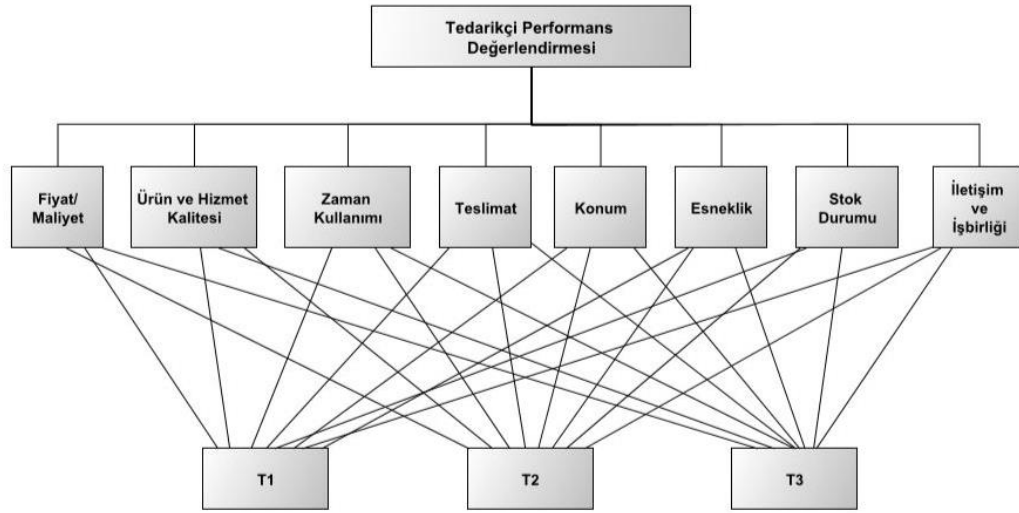 Tedarikçi Performans
Değerlendirmesi
Fiyat/
Maliyet
Ürün ve Hizmet
Kalitesi
Zaman
Kullanımı
Teslimat
Konum
Esneklik
Stok
Durumu
İletişim
ve
İşbirliği
T1
T2
T3